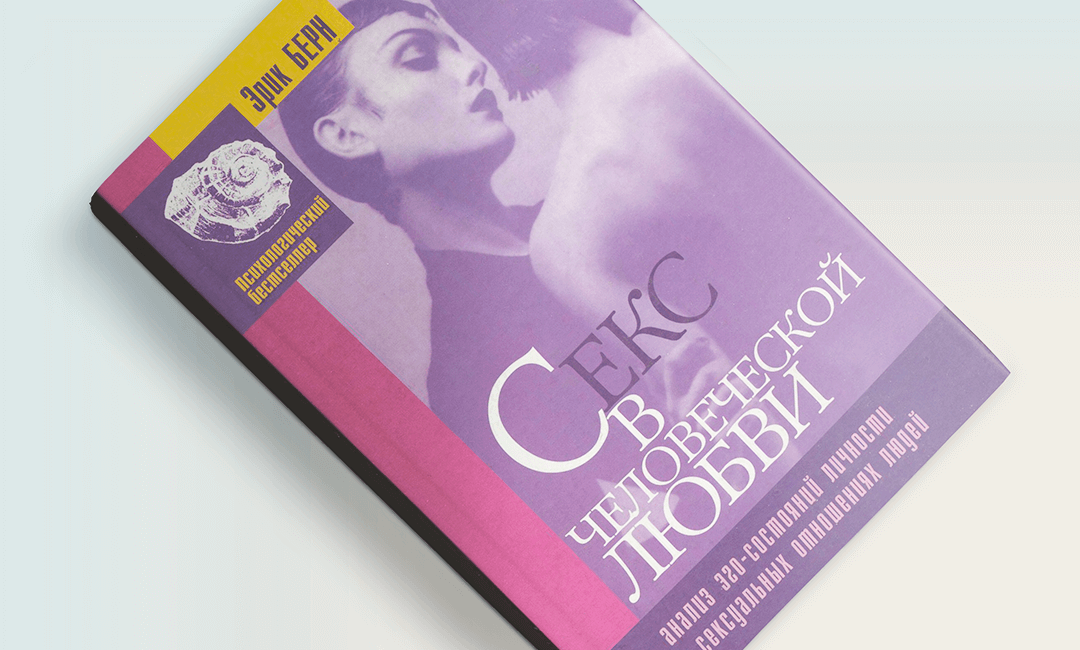 Эрик БЕРН
Психологический
бестселлер
СЕКС
В
ЧЕЛОВЕЧЕСКОЙ
ЛЮБВИ
анализ эго-состояний личности
сексуальных отношениях людей